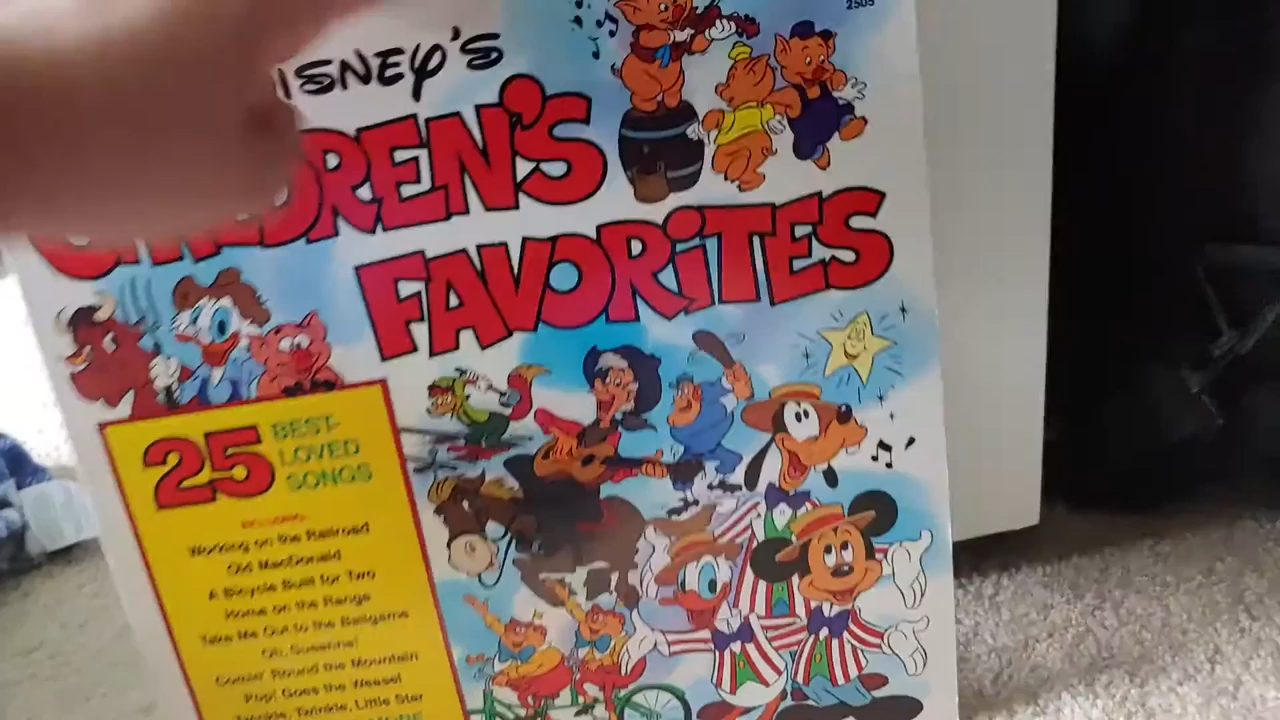 2505
ISNEY'S
DREN'S
FAVORiTES
25
BEST-
LOVED
SONGS
Working on the Railroad
Old MacDonald
A Bicycle Built for Two
Home on the Range
Take Me Out to the Ballgame
Oh, Susanna!
Comin' Round the Mountain
Pop! Goes the Weasel
Twinkle, Twinkle, Little Star